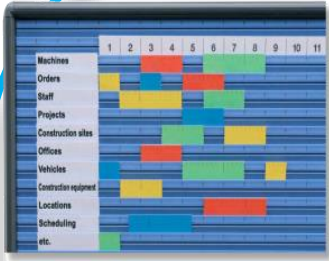 1 2 3 4 5 6 7 8 9 10 11
Machines
Orders
Staff
Projects
Construction sites
Offices
Vehicles
Construction equipment
Locations
Scheduling
etc.